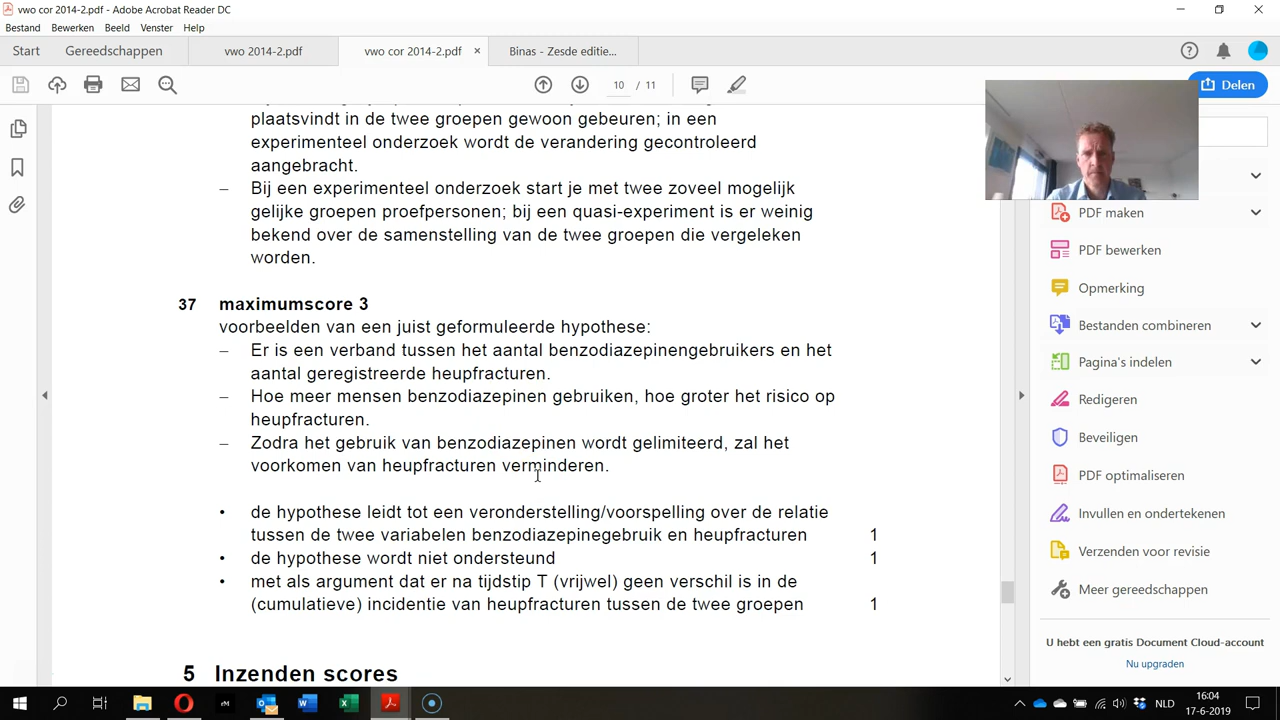 vwo cor 2014-2.pdf - Adobe Acrobat Reader DC
Bestand Bewerken Beeld Venster Help
Start Gereedschappen vwo 2014-2.pdf vwo cor 2014-2.pdf × Binas - Zesde editie...
10 / 11
Delen
plaatsvindt in de twee groepen gewoon gebeuren; in een
experimenteel onderzoek wordt de verandering gecontroleerd
aangebracht.
– Bij een experimenteel onderzoek start je met twee zoveel mogelijk
gelijke groepen proefpersonen; bij een quasi-experiment is er weinig
bekend over de samenstelling van de twee groepen die vergeleken
worden.
37 maximumscore 3
voorbeelden van een juist geformuleerde hypothese:
– Er is een verband tussen het aantal benzodiazepinengebruikers en het
aantal geregistreerde heupfracturen.
– Hoe meer mensen benzodiazepinen gebruiken, hoe groter het risico op
heupfracturen.
– Zodra het gebruik van benzodiazepinen wordt gelimiteerd, zal het
voorkomen van heupfracturen verminderen.
• de hypothese leidt tot een veronderstelling/voorspelling over de relatie
tussen de twee variabelen benzodiazepinegebruik en heupfracturen 1
• de hypothese wordt niet ondersteund 1
• met als argument dat er na tijdstip T (vrijwel) geen verschil is in de
(cumulatieve) incidentie van heupfracturen tussen de twee groepen 1
5 Inzenden scores
PDF maken
PDF bewerken
Opmerking
Bestanden combineren
Pagina's indelen
Redigeren
Beveiligen
PDF optimaliseren
Invullen en ondertekenen
Verzenden voor revisie
Meer gereedschappen
U hebt een gratis Document Cloud-account
Nu upgraden
NLD
16:04
17-6-2019